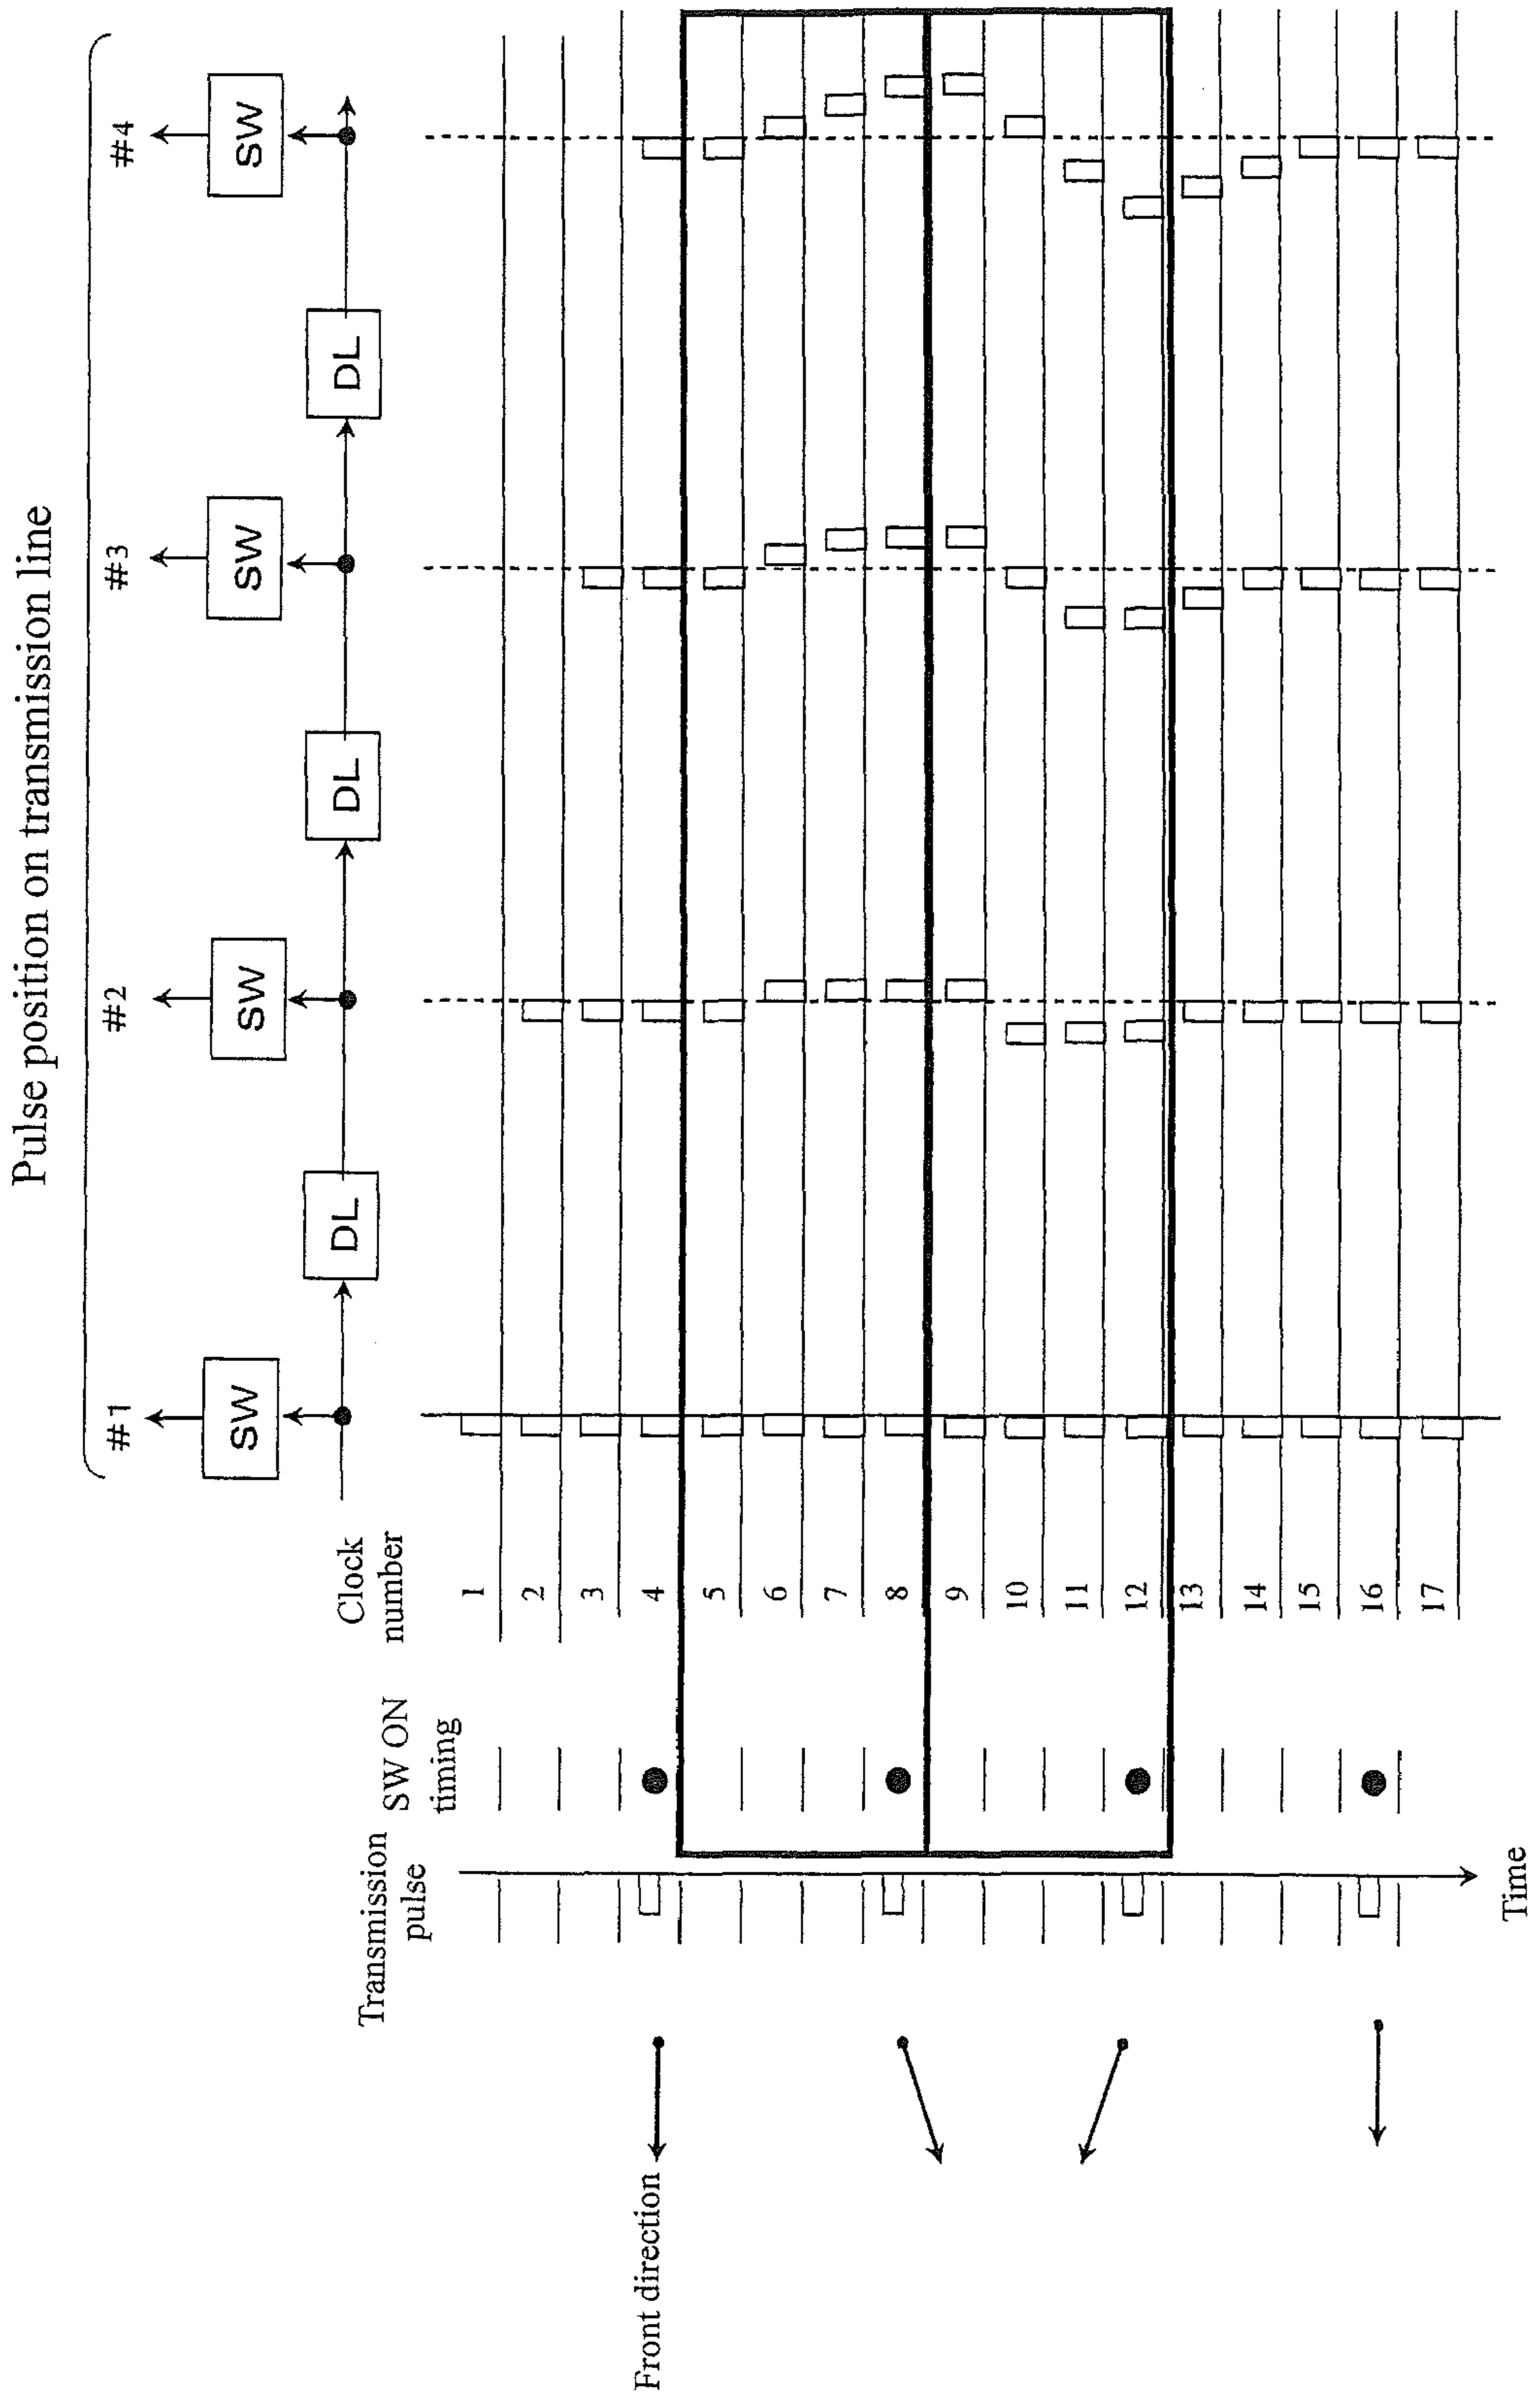 Pulse position on transmission line
#1
#2
#3
#4
SW
SW
SW
SW
DL
DL
DL
Transmission
pulse
SW ON
timing
Clock
number
1
2
3
4
5
6
7
8
9
10
11
12
13
14
15
16
17
Front direction
Time